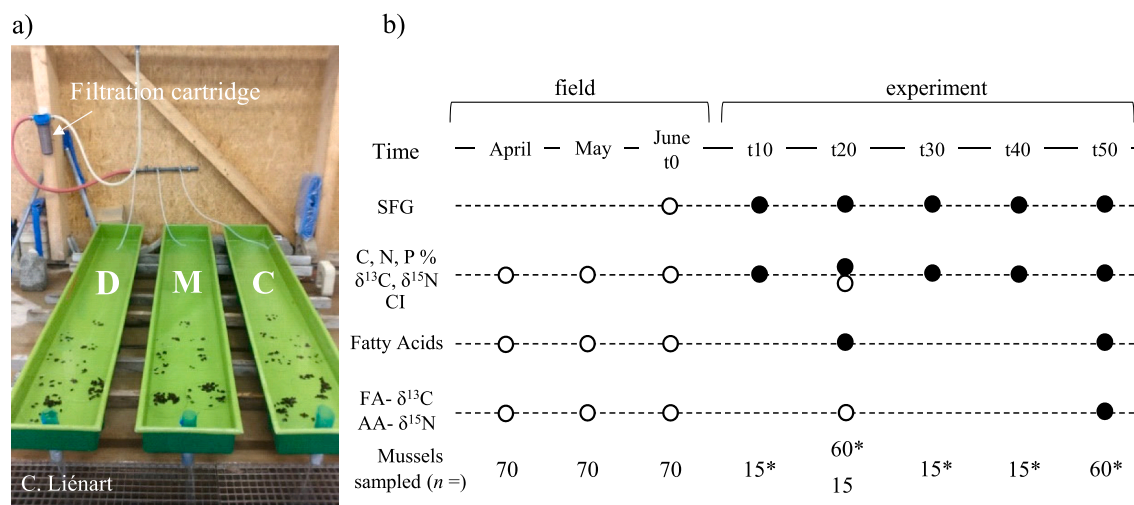 a)
Filtration cartridge
D M C
C. Liénart
b)
field experiment
Time April May June t0 t10 t20 t30 t40 t50
SFG
C, N, P %
δ¹³C, δ¹⁵N
CI
Fatty Acids
FA- δ¹³C
AA- δ¹⁵N
Mussels
sampled (n =) 70 70 70 15* 60* 15 15* 15* 60*